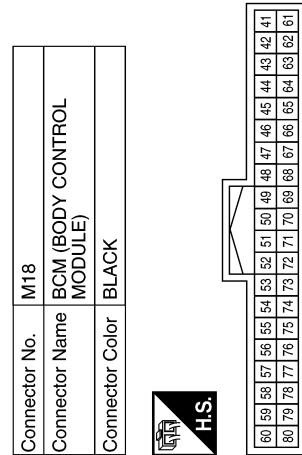 Connector No. M18
Connector Name BCM (BODY CONTROL
MODULE)
Connector Color BLACK
H.S.
60 59 58 57 56 55 54 53 52 51 50 49 48 47 46 45 44 43 42 41
80 79 78 77 76 75 74 73 72 71 70 69 68 67 66 65 64 63 62 61